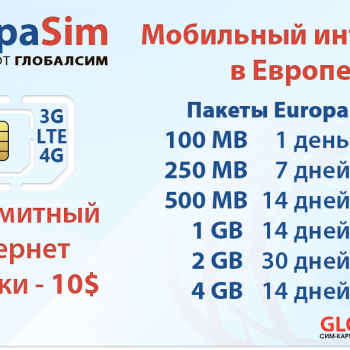 paSim
ОТ ГЛОБАЛСИМ
3G
LTE
4G
митный
ернет
ки - 10$
Мобильный инт
в Европе
Пакеты Europa
100 MB 1 день
250 MB 7 дней
500 MB 14 дней
1 GB 14 дней
2 GB 30 дней
4 GB 14 дней
GLO
СИМ-КАРТ